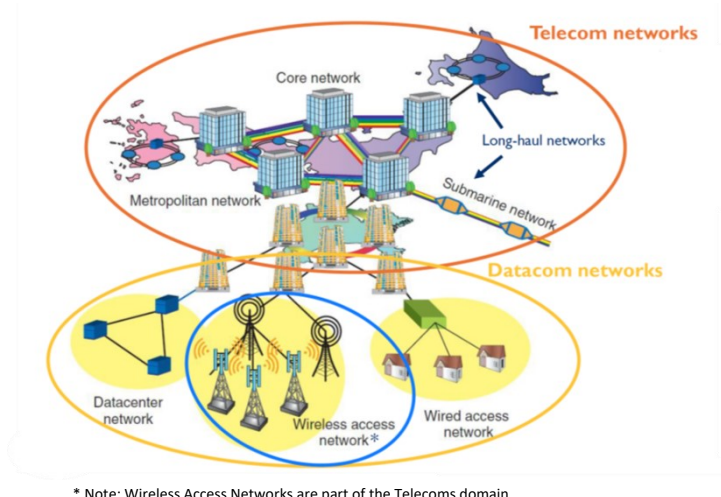 Telecom networks
Core network
Long-haul networks
Metropolitan network
Submarine network
Datacom networks
Datacenter
network
Wireless access
network*
Wired access
network
* Note: Wireless Access Networks are part of the Telecoms domain